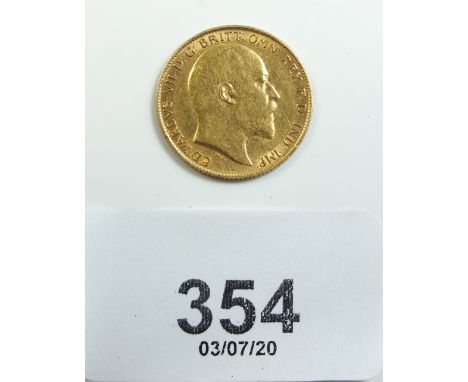 EDWARDVS VII D: G: BRITT: OMN: REX F: D: IND: IMP:
354
03/07/20